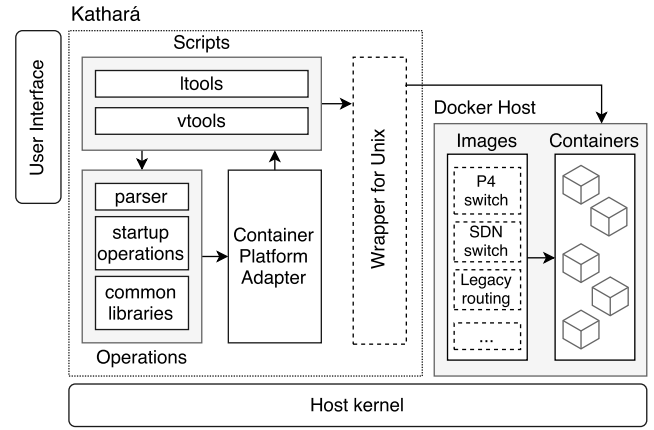 Kathará
User Interface
Scripts
ltools
vtools
parser
startup
operations
common
libraries
Operations
Container
Platform
Adapter
Wrapper for Unix
Docker Host
Images
Containers
P4
switch
SDN
switch
Legacy
routing
...
Host kernel